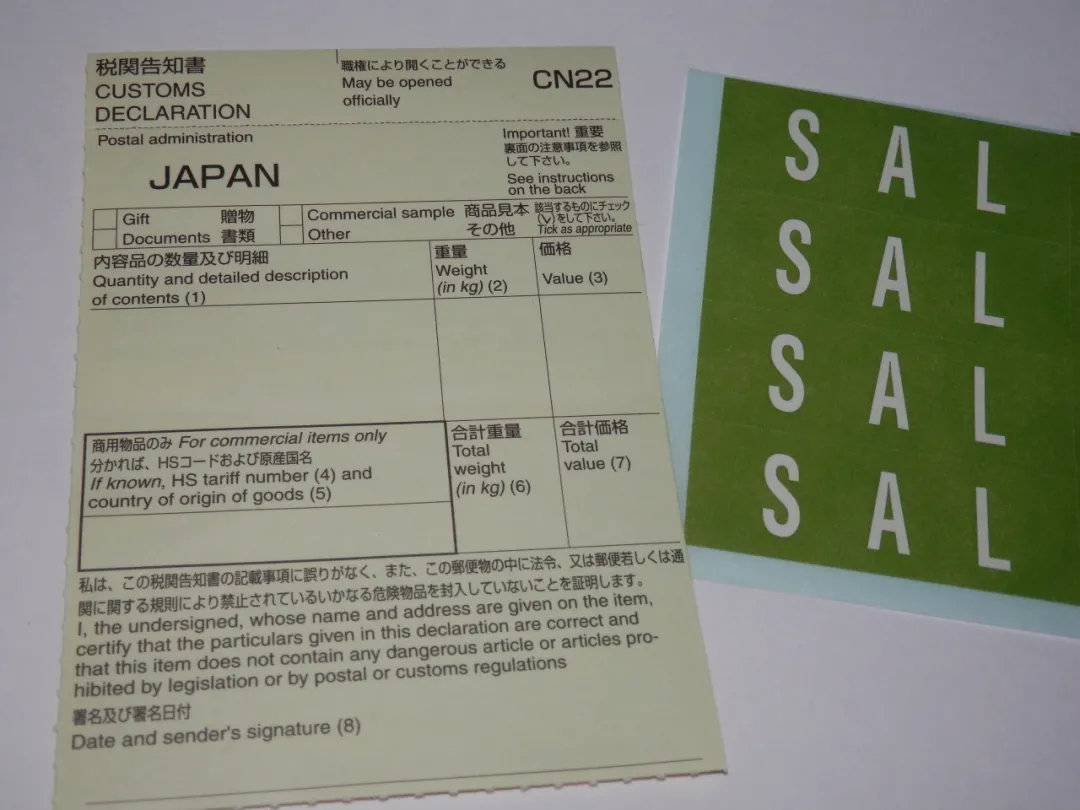 税関告知書
CUSTOMS
DECLARATION
職権により開くことができる
May be opened
officially
CN22
Postal administration
JAPAN
Important! 重要
裏面の注意事項を参照
して下さい。
See instructions
on the back
Gift 贈物
Documents 書類
Commercial sample 商品見本
Other その他
該当するものにチェック
(✓)をして下さい。
Tick as appropriate
内容品の数量及び明細
Quantity and detailed description
of contents (1)
重量
Weight
(in kg) (2)
価格
Value (3)
商用物品のみ For commercial items only
分かれば、HSコードおよび原産国名
If known, HS tariff number (4) and
country of origin of goods (5)
合計重量
Total
weight
(in kg) (6)
合計価格
Total
value (7)
私は、この税関告知書の記載事項に誤りがなく、また、この郵便物の中に法令、又は郵便若しくは通
関に関する規則により禁止されているいかなる危険物品を封入していないことを証明します。
I, the undersigned, whose name and address are given on the item,
certify that the particulars given in this declaration are correct and
that this item does not contain any dangerous article or articles pro-
hibited by legislation or by postal or customs regulations
署名及び署名日付
Date and sender's signature (8)
SAL
SAL
SAL
SAL